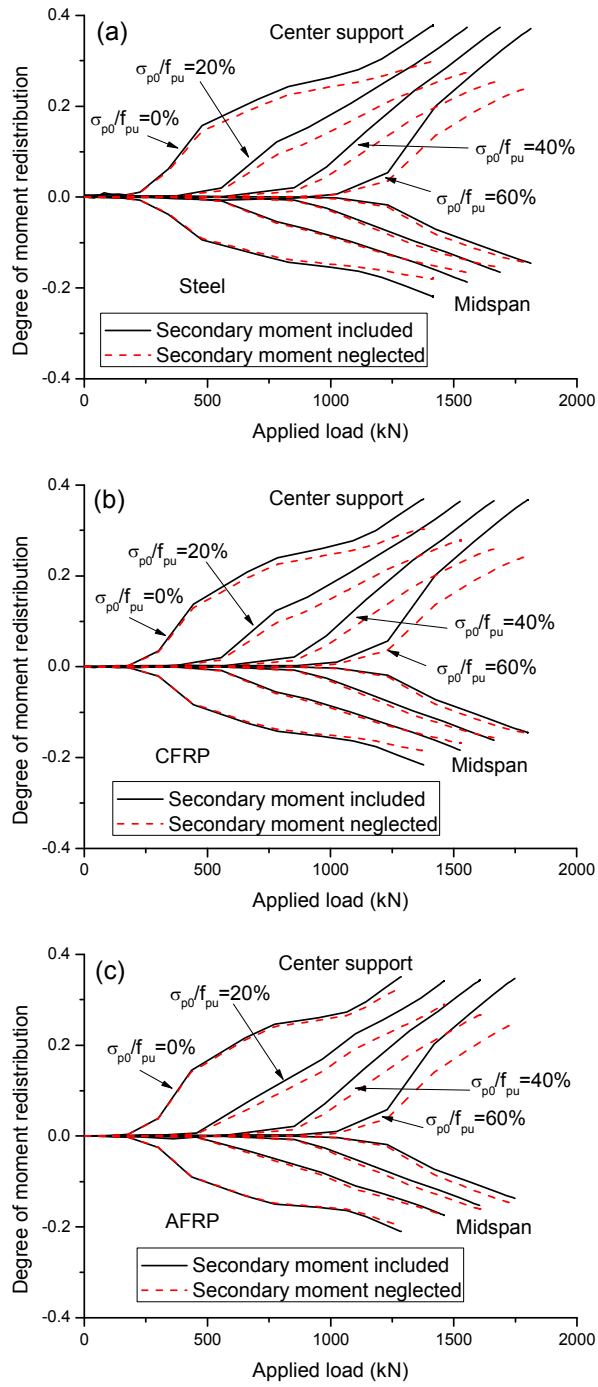 (a)
Center support
σp0/fpu=20%
σp0/fpu=0%
σp0/fpu=40%
σp0/fpu=60%
Steel
Midspan
Secondary moment included
Secondary moment neglected
0.4
0.2
0.0
-0.2
-0.4
Degree of moment redistribution
0 500 1000 1500 2000
Applied load (kN)
(b)
Center support
σp0/fpu=20%
σp0/fpu=0%
σp0/fpu=40%
σp0/fpu=60%
CFRP
Midspan
Secondary moment included
Secondary moment neglected
0.4
0.2
0.0
-0.2
-0.4
Degree of moment redistribution
0 500 1000 1500 2000
Applied load (kN)
(c)
Center support
σp0/fpu=20%
σp0/fpu=0%
σp0/fpu=40%
σp0/fpu=60%
AFRP
Midspan
Secondary moment included
Secondary moment neglected
0.4
0.2
0.0
-0.2
-0.4
Degree of moment redistribution
0 500 1000 1500 2000
Applied load (kN)